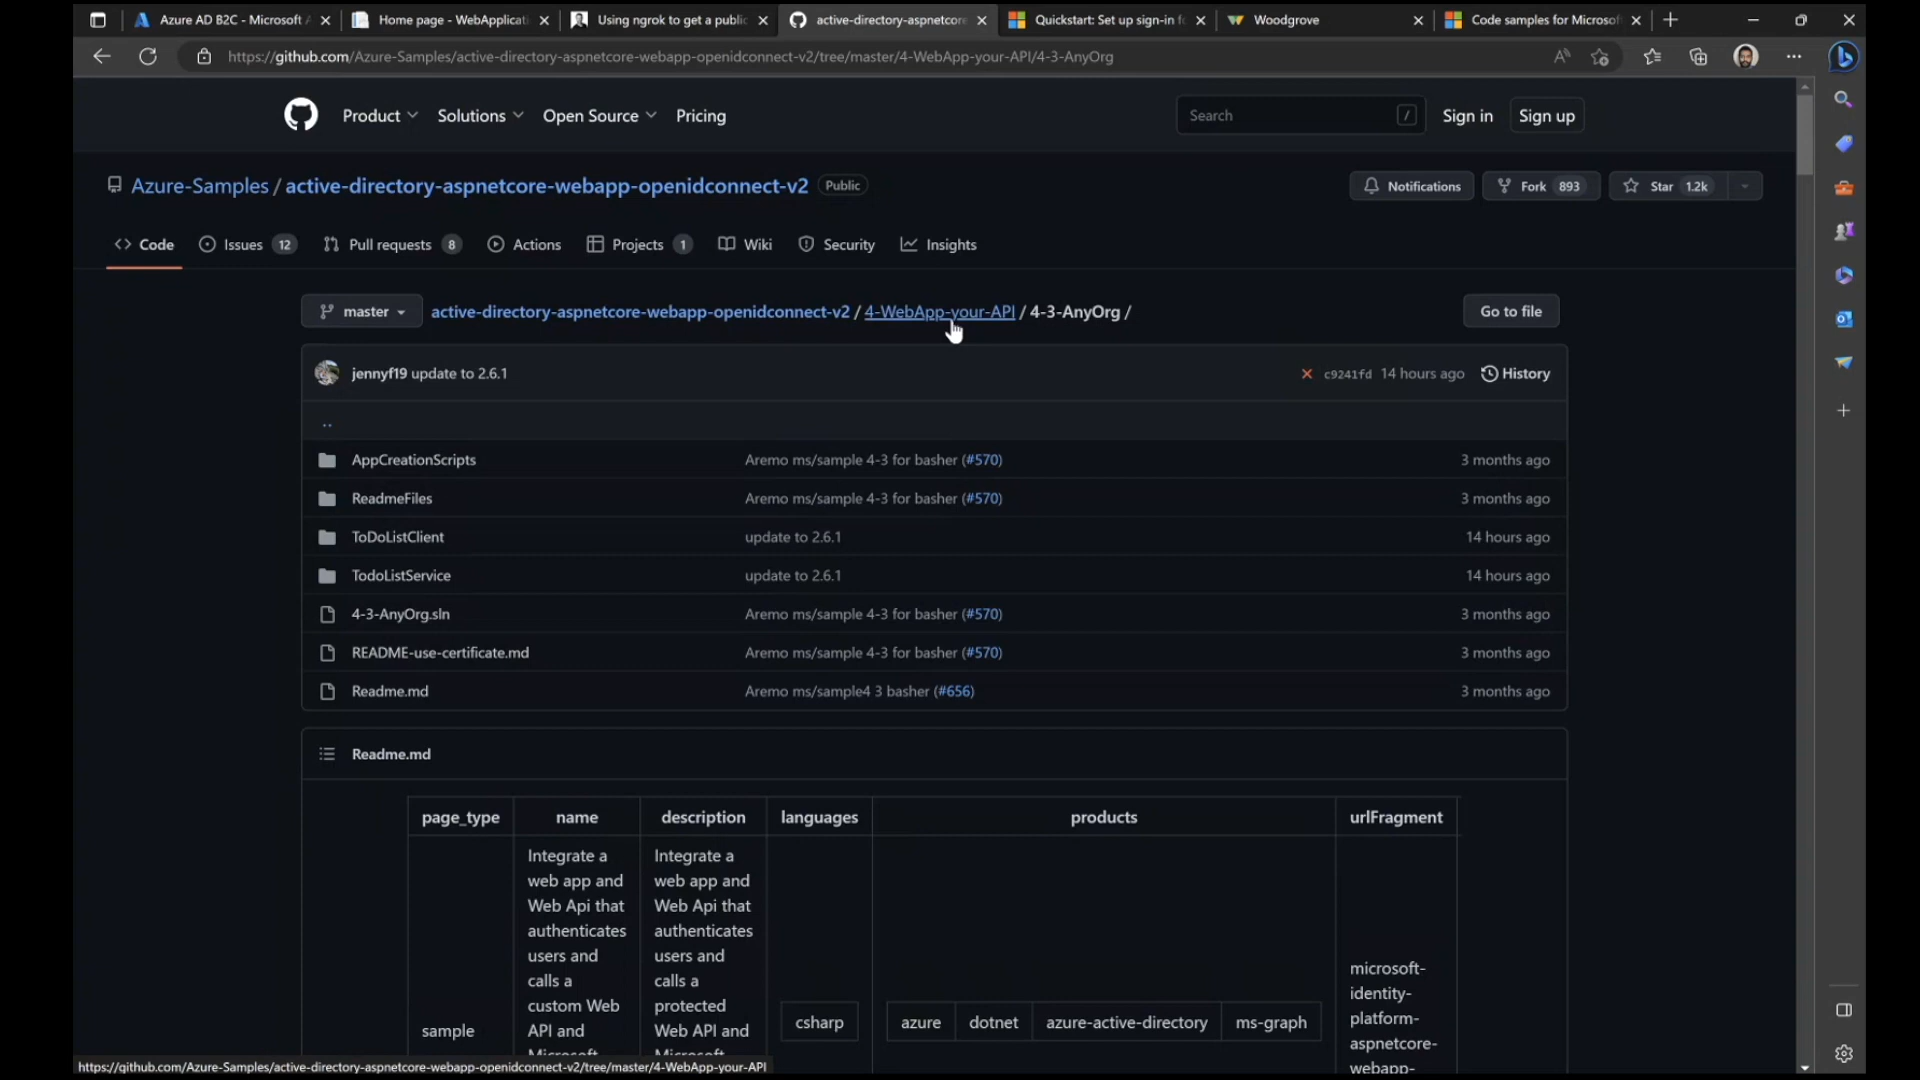 Azure AD B2C - Microsoft A
Home page - WebApplicati
Using ngrok to get a public
active-directory-aspnetcore
Quickstart: Set up sign-in f
Woodgrove
Code samples for Microsof
https://github.com/Azure-Samples/active-directory-aspnetcore-webapp-openidconnect-v2/tree/master/4-WebApp-your-API/4-3-AnyOrg
Product Solutions Open Source Pricing Search / Sign in Sign up
Azure-Samples / active-directory-aspnetcore-webapp-openidconnect-v2 Public Notifications Fork 893 Star 1.2k
Code Issues 12 Pull requests 8 Actions Projects 1 Wiki Security Insights
master active-directory-aspnetcore-webapp-openidconnect-v2 / 4-WebApp-your-API / 4-3-AnyOrg / Go to file
jennyf19 update to 2.6.1 c9241fd 14 hours ago History
..
AppCreationScripts Aremo ms/sample 4-3 for basher (#570) 3 months ago
ReadmeFiles Aremo ms/sample 4-3 for basher (#570) 3 months ago
ToDoListClient update to 2.6.1 14 hours ago
TodoListService update to 2.6.1 14 hours ago
4-3-AnyOrg.sln Aremo ms/sample 4-3 for basher (#570) 3 months ago
README-use-certificate.md Aremo ms/sample 4-3 for basher (#570) 3 months ago
Readme.md Aremo ms/sample4 3 basher (#656) 3 months ago
Readme.md
page_type name description languages products urlFragment
sample
Integrate a
web app and
Web Api that
authenticates
users and
calls a
custom Web
API and
Microsoft
Integrate a
web app and
Web Api that
authenticates
users and
calls a
protected
Web API and
Microsoft
csharp
azure dotnet azure-active-directory ms-graph
microsoft-
identity-
platform-
aspnetcore-
webapp-
https://github.com/Azure-Samples/active-directory-aspnetcore-webapp-openidconnect-v2/tree/master/4-WebApp-your-API